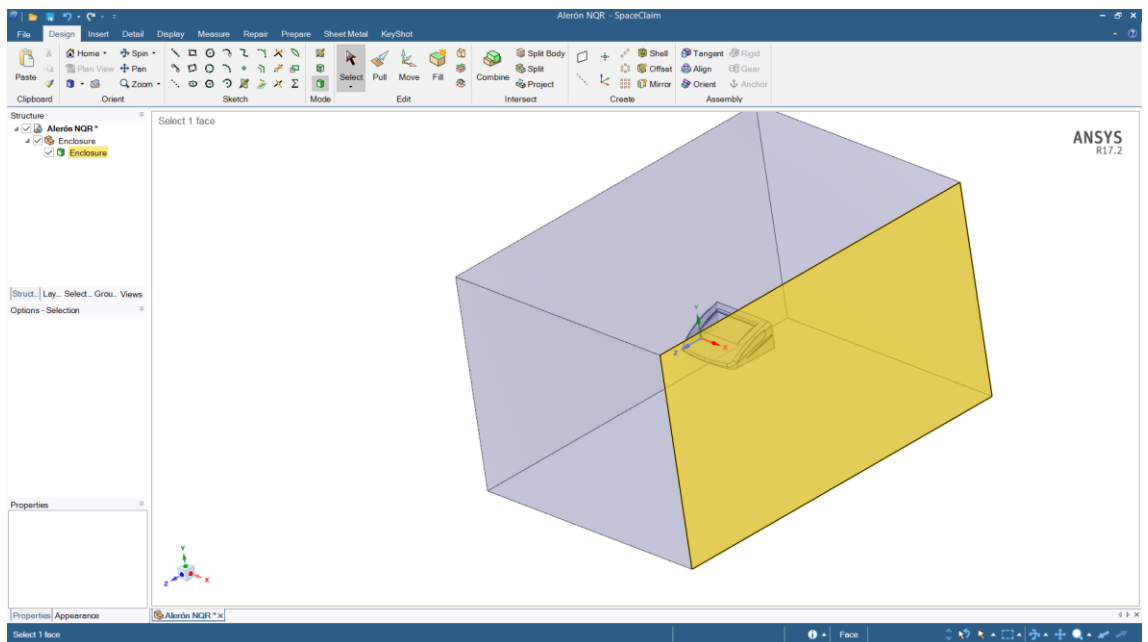 Alerón NQR - SpaceClaim
File Design Insert Detail Display Measure Repair Prepare Sheet Metal KeyShot
Home Spin Split Body Shell Tangent Rigid
Plan View Pan Split Offset Align Gear
Paste Zoom Select Pull Move Fill Combine Project Mirror Orient Anchor
Clipboard Orient Sketch Mode Edit Intersect Create Assembly
Structure
Alerón NQR*
Enclosure
Enclosure
Select 1 face
ANSYS
R17.2
Struct... Lay... Select... Grou... Views
Options - Selection
Y
Z
X
Properties
Y
Z
X
Properties Appearance
Alerón NQR*
Select 1 face
Face